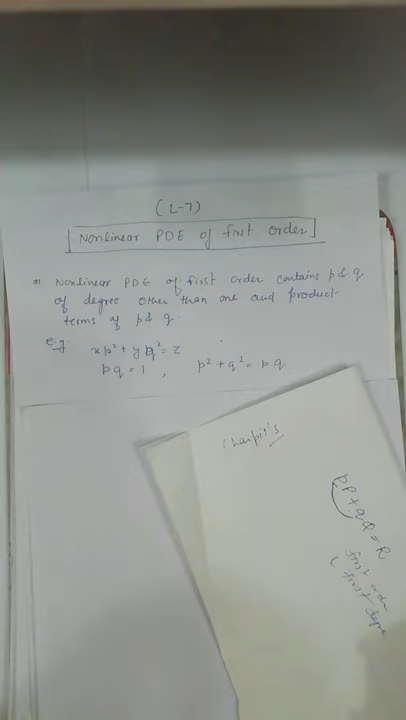 (L-7)
Nonlinear PDE of first order
# Nonlinear PDE of first order contains p & q
of degree other than one and product
terms of p & q.
e.g.
xp² + yq² = z
pq = 1 , p² + q² = pq
Charpit's
pP + qQ = R
first order
first degree